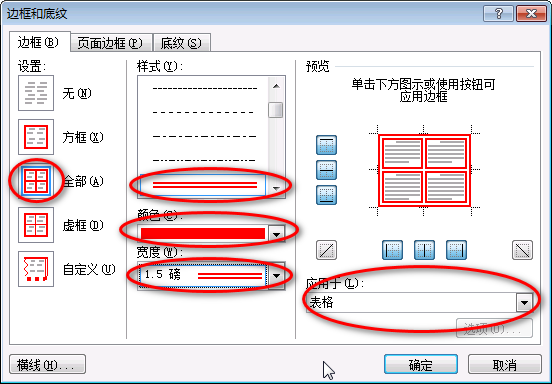 边框和底纹
边框(B)
页面边框(P)
底纹(S)
设置:
无(N)
方框(X)
全部(A)
虚框(D)
自定义(U)
样式(Y):
颜色(C):
宽度(W):
1.5 磅
预览
单击下方图示或使用按钮可
应用边框
应用于(L):
表格
选项(O)...
横线(H)...
确定
取消